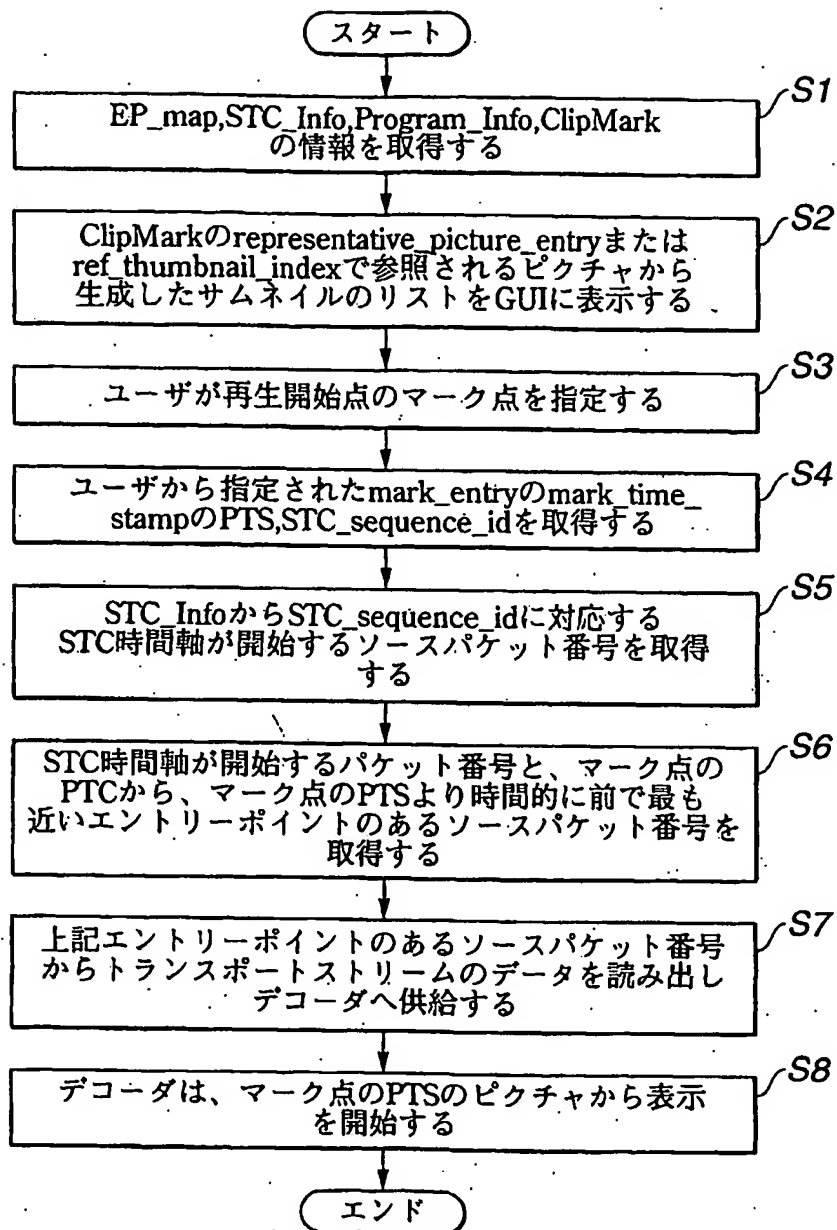 スタート
S1
EP_map,STC_Info,Program_Info,ClipMark
の情報を取得する
S2
ClipMarkのrepresentative_picture_entryまたは
ref_thumbnail_indexで参照されるピクチャから
生成したサムネイルのリストをGUIに表示する
S3
ユーザが再生開始点のマーク点を指定する
S4
ユーザから指定されたmark_entryのmark_time_
stampのPTS,STC_sequence_idを取得する
S5
STC_InfoからSTC_sequence_idに対応する
STC時間軸が開始するソースパケット番号を取得
する
S6
STC時間軸が開始するパケット番号と、マーク点の
PTCから、マーク点のPTSより時間的に前で最も
近いエントリーポイントのあるソースパケット番号を
取得する
S7
上記エントリーポイントのあるソースパケット番号
からトランスポートストリームのデータを読み出し
デコーダへ供給する
S8
デコーダは、マーク点のPTSのピクチャから表示
を開始する
エンド